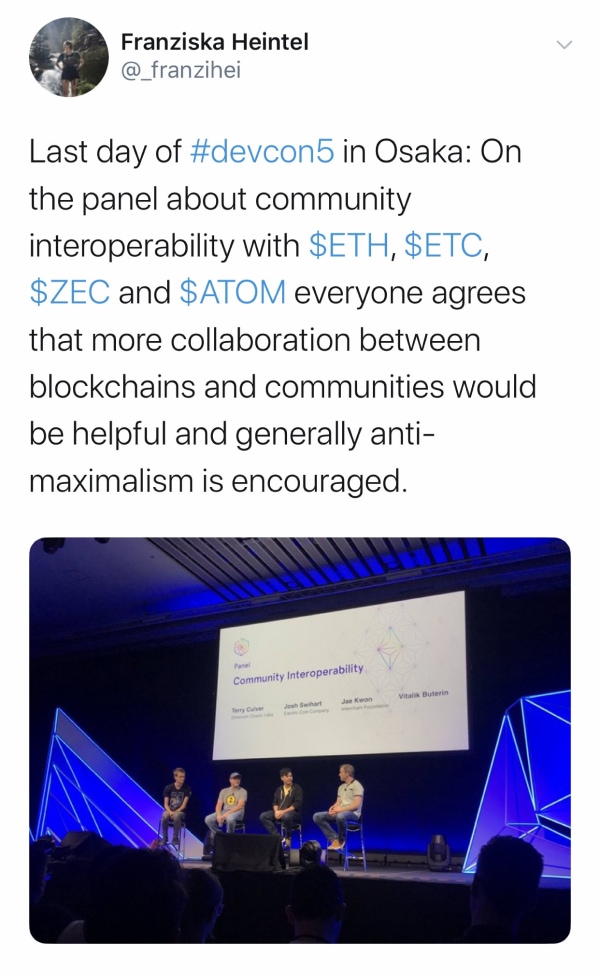 Franziska Heintel
@_franzihei
Last day of #devcon5 in Osaka: On
the panel about community
interoperability with $ETH, $ETC,
$ZEC and $ATOM everyone agrees
that more collaboration between
blockchains and communities would
be helpful and generally anti-
maximalism is encouraged.
Panel
Community Interoperability
Terry Culver Josh Swihart Jae Kwon Vitalik Buterin
Electric Coin Company